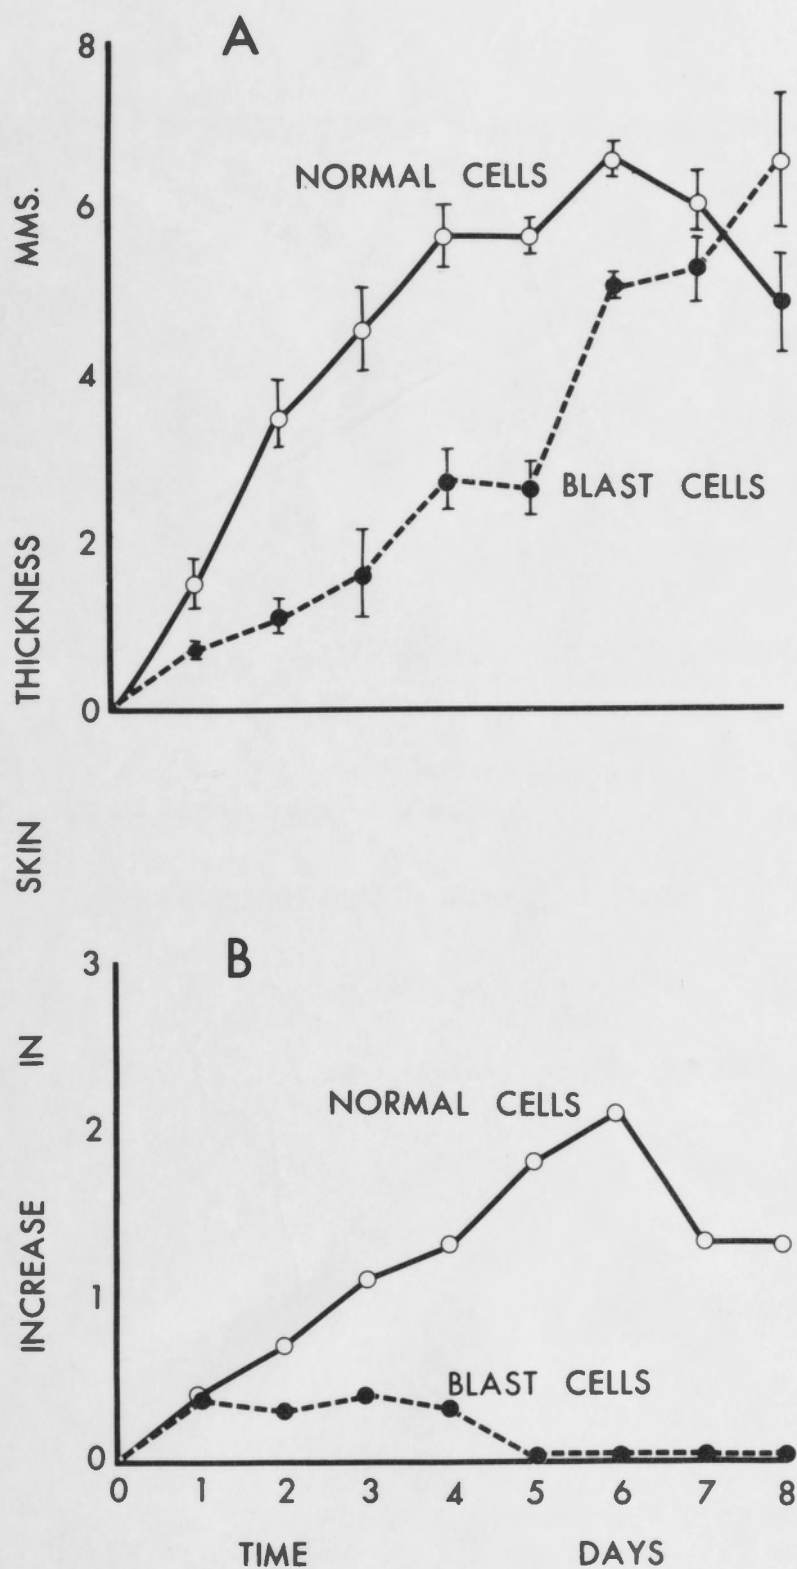 A
8
6
4
2
0
NORMAL CELLS
BLAST CELLS
INCREASE IN SKIN THICKNESS MMS.
B
3
2
1
0
NORMAL CELLS
BLAST CELLS
0 1 2 3 4 5 6 7 8
TIME DAYS